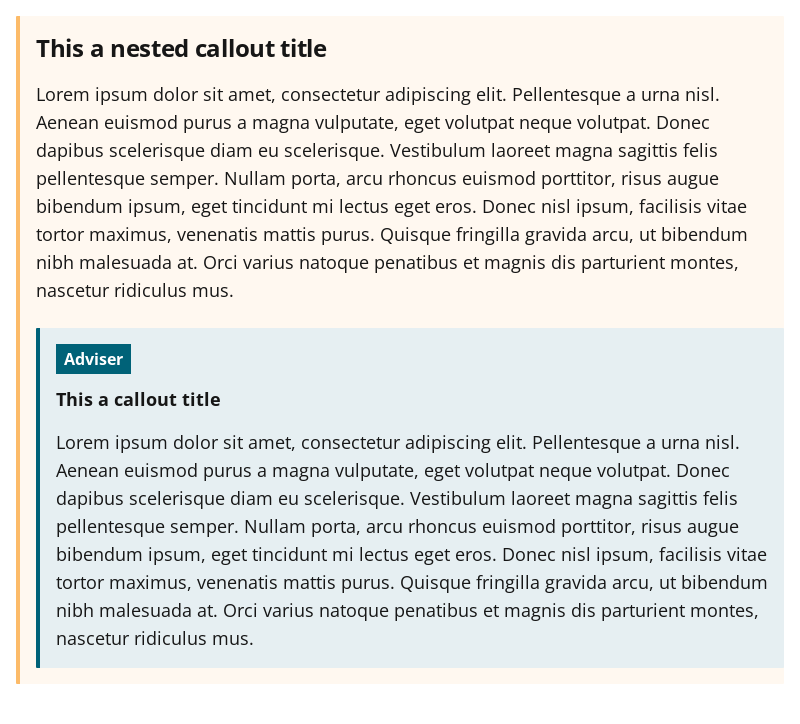 This a nested callout title
Lorem ipsum dolor sit amet, consectetur adipiscing elit. Pellentesque a urna nisl.
Aenean euismod purus a magna vulputate, eget volutpat neque volutpat. Donec
dapibus scelerisque diam eu scelerisque. Vestibulum laoreet magna sagittis felis
pellentesque semper. Nullam porta, arcu rhoncus euismod porttitor, risus augue
bibendum ipsum, eget tincidunt mi lectus eget eros. Donec nisl ipsum, facilisis vitae
tortor maximus, venenatis mattis purus. Quisque fringilla gravida arcu, ut bibendum
nibh malesuada at. Orci varius natoque penatibus et magnis dis parturient montes,
nascetur ridiculus mus.
Adviser
This a callout title
Lorem ipsum dolor sit amet, consectetur adipiscing elit. Pellentesque a urna nisl.
Aenean euismod purus a magna vulputate, eget volutpat neque volutpat. Donec
dapibus scelerisque diam eu scelerisque. Vestibulum laoreet magna sagittis felis
pellentesque semper. Nullam porta, arcu rhoncus euismod porttitor, risus augue
bibendum ipsum, eget tincidunt mi lectus eget eros. Donec nisl ipsum, facilisis vitae
tortor maximus, venenatis mattis purus. Quisque fringilla gravida arcu, ut bibendum
nibh malesuada at. Orci varius natoque penatibus et magnis dis parturient montes,
nascetur ridiculus mus.